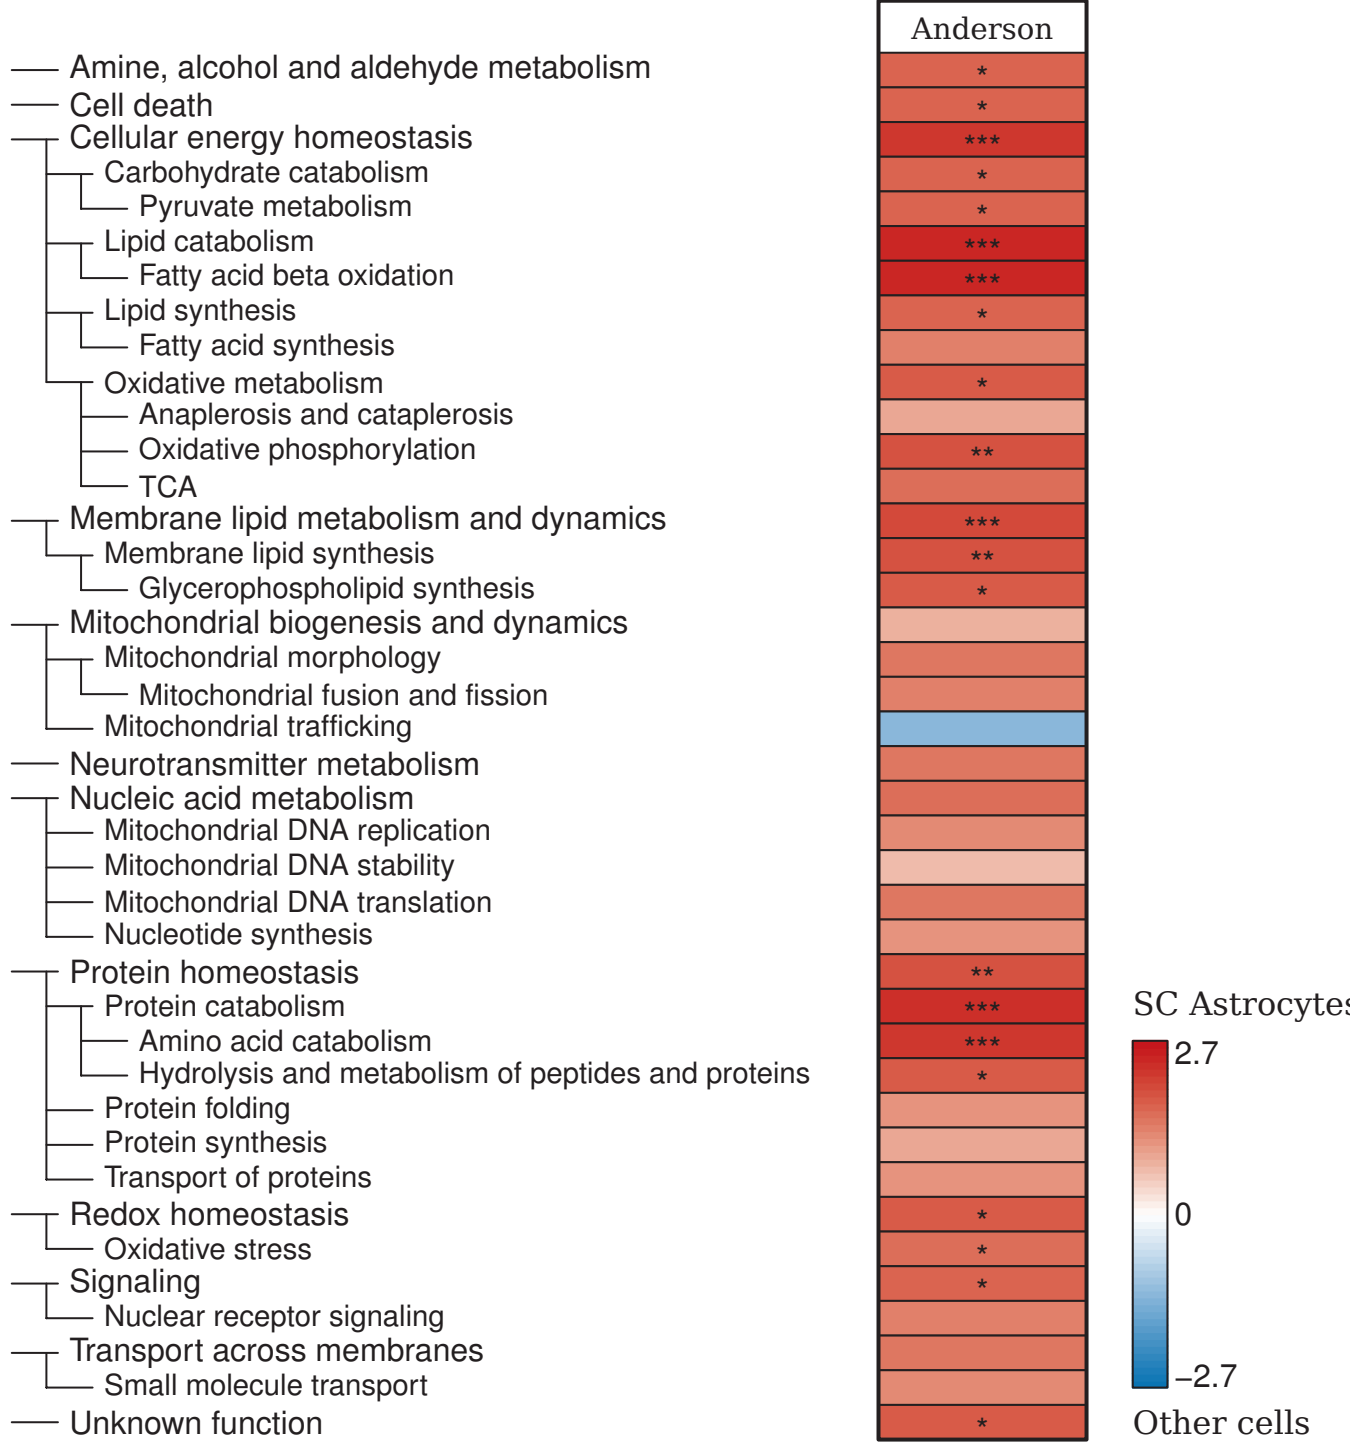 Anderson
Amine, alcohol and aldehyde metabolism *
Cell death *
Cellular energy homeostasis ***
Carbohydrate catabolism *
Pyruvate metabolism *
Lipid catabolism ***
Fatty acid beta oxidation ***
Lipid synthesis *
Fatty acid synthesis
Oxidative metabolism *
Anaplerosis and cataplerosis
Oxidative phosphorylation **
TCA
Membrane lipid metabolism and dynamics ***
Membrane lipid synthesis **
Glycerophospholipid synthesis *
Mitochondrial biogenesis and dynamics
Mitochondrial morphology
Mitochondrial fusion and fission
Mitochondrial trafficking
Neurotransmitter metabolism
Nucleic acid metabolism
Mitochondrial DNA replication
Mitochondrial DNA stability
Mitochondrial DNA translation
Nucleotide synthesis
Protein homeostasis **
Protein catabolism ***
Amino acid catabolism ***
Hydrolysis and metabolism of peptides and proteins *
Protein folding
Protein synthesis
Transport of proteins
Redox homeostasis *
Oxidative stress *
Signaling *
Nuclear receptor signaling
Transport across membranes
Small molecule transport
Unknown function *
SC Astrocytes
2.7
0
−2.7
Other cells